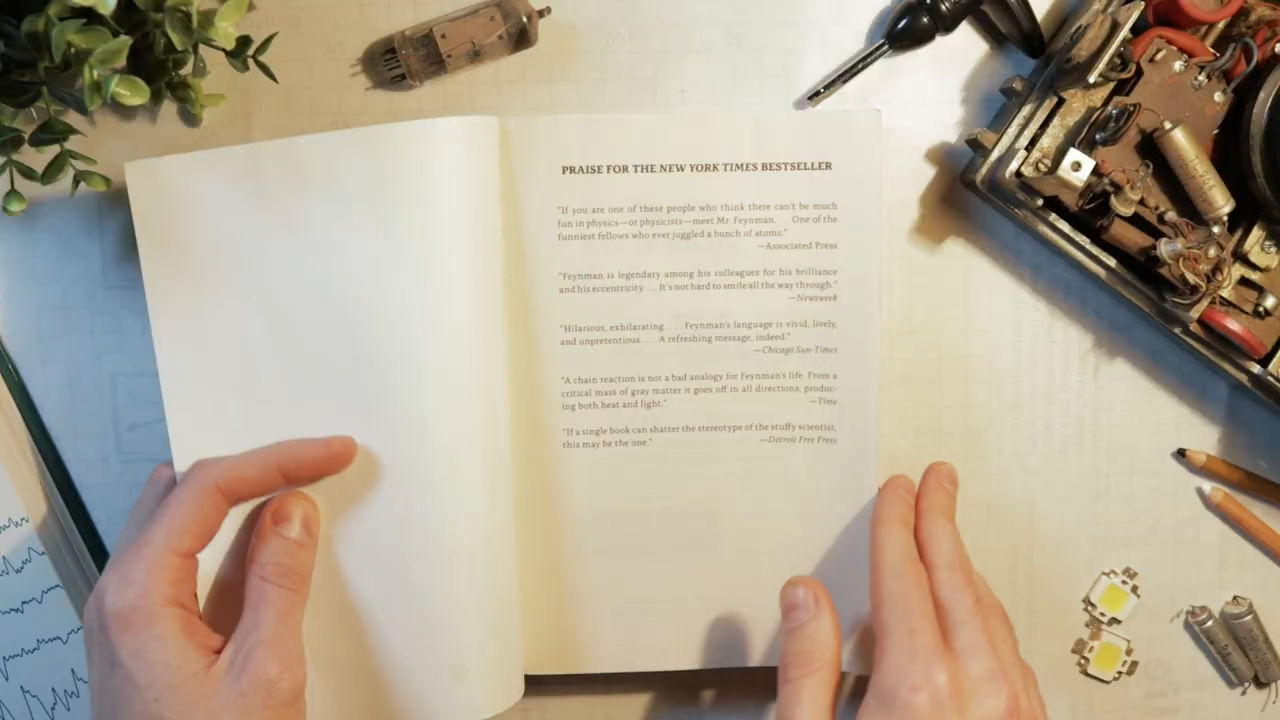 PRAISE FOR THE NEW YORK TIMES BESTSELLER
"If you are one of these people who think there can't be much
fun in physics—or physicists—meet Mr. Feynman. One of the
funniest fellows who ever juggled a bunch of atoms."
—Associated Press
"Feynman is legendary among his colleagues for his brilliance
and his eccentricity. . . . It's not hard to smile all the way through."
—Newsweek
"Hilarious, exhilarating. . . . Feynman's language is vivid, lively,
and unpretentious. . . . A refreshing message, indeed."
—Chicago Sun-Times
"A chain reaction is not a bad analogy for Feynman's life. From a
critical mass of gray matter it goes off in all directions, produc-
ing both heat and light."
—Time
"If a single book can shatter the stereotype of the stuffy scientist,
this may be the one."
—Detroit Free Press